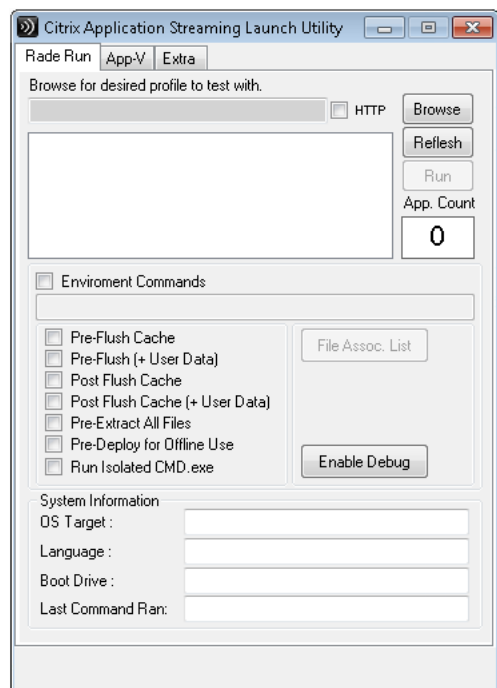 Citrix Application Streaming Launch Utility
Rade Run App-V Extra
Browse for desired profile to test with.
HTTP Browse
Reflesh
Run
App. Count
0
Enviroment Commands
Pre-Flush Cache
Pre-Flush (+ User Data)
Post Flush Cache
Post Flush Cache (+ User Data)
Pre-Extract All Files
Pre-Deploy for Offline Use
Run Isolated CMD.exe
File Assoc. List
Enable Debug
System Information
OS Target :
Language :
Boot Drive :
Last Command Ran: